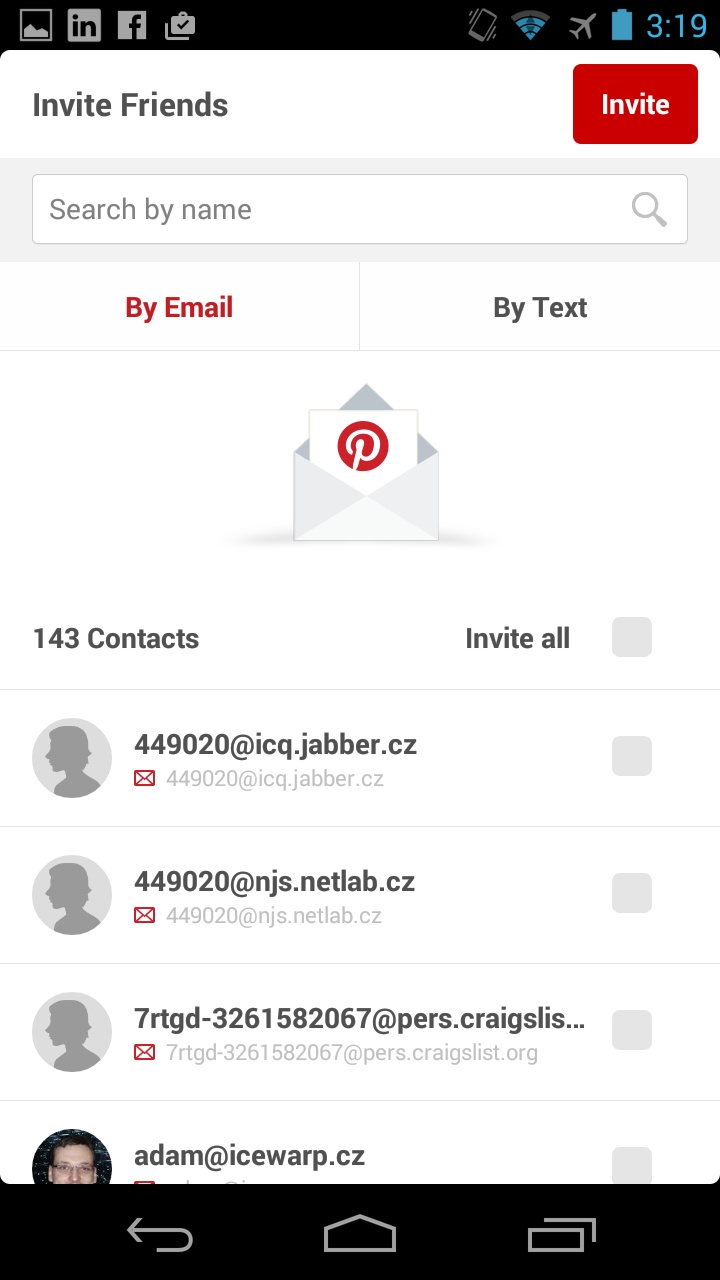 3:19
Invite Friends
Invite
Search by name
By Email
By Text
143 Contacts
Invite all
449020@icq.jabber.cz
449020@icq.jabber.cz
449020@njs.netlab.cz
449020@njs.netlab.cz
7rtgd-3261582067@pers.craigslis...
7rtgd-3261582067@pers.craigslist.org
adam@icewarp.cz